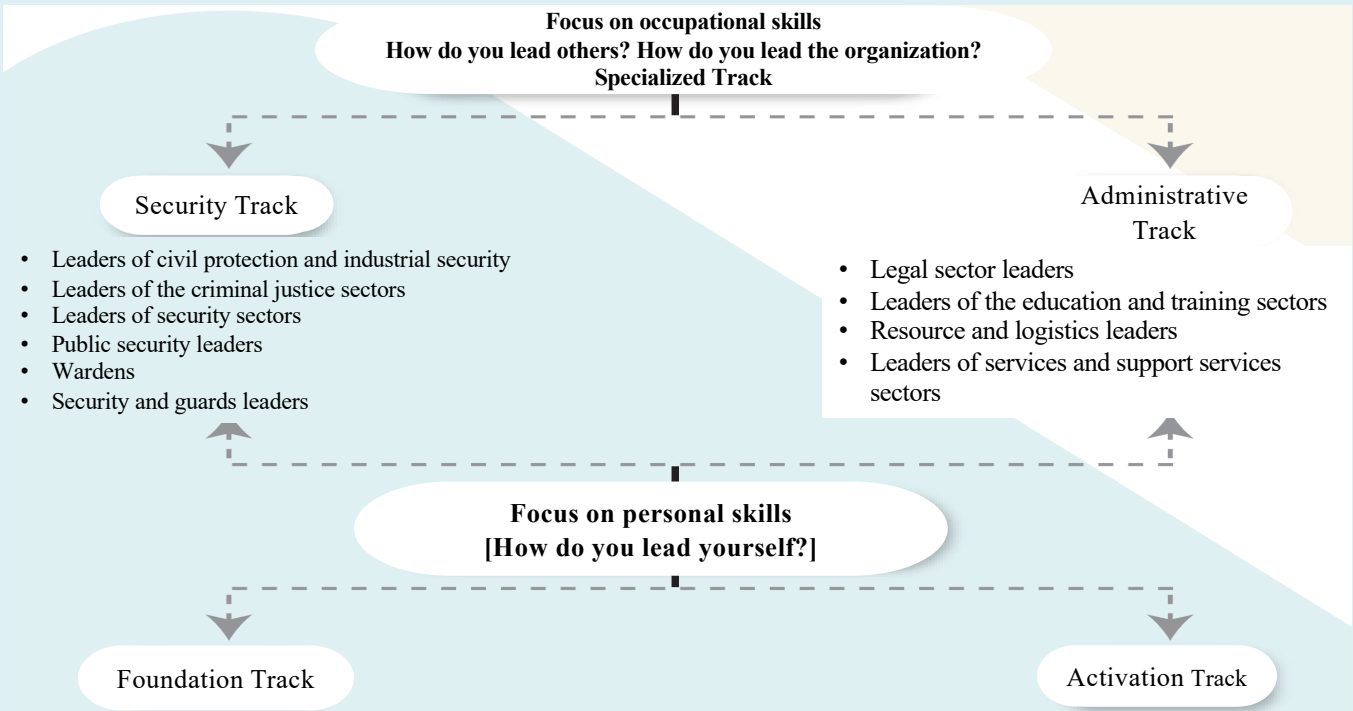 Focus on occupational skills
How do you lead others? How do you lead the organization?
Specialized Track
Security Track
• Leaders of civil protection and industrial security
• Leaders of the criminal justice sectors
• Leaders of security sectors
• Public security leaders
• Wardens
• Security and guards leaders
Administrative
Track
• Legal sector leaders
• Leaders of the education and training sectors
• Resource and logistics leaders
• Leaders of services and support services
sectors
Focus on personal skills
[How do you lead yourself?]
Foundation Track
Activation Track